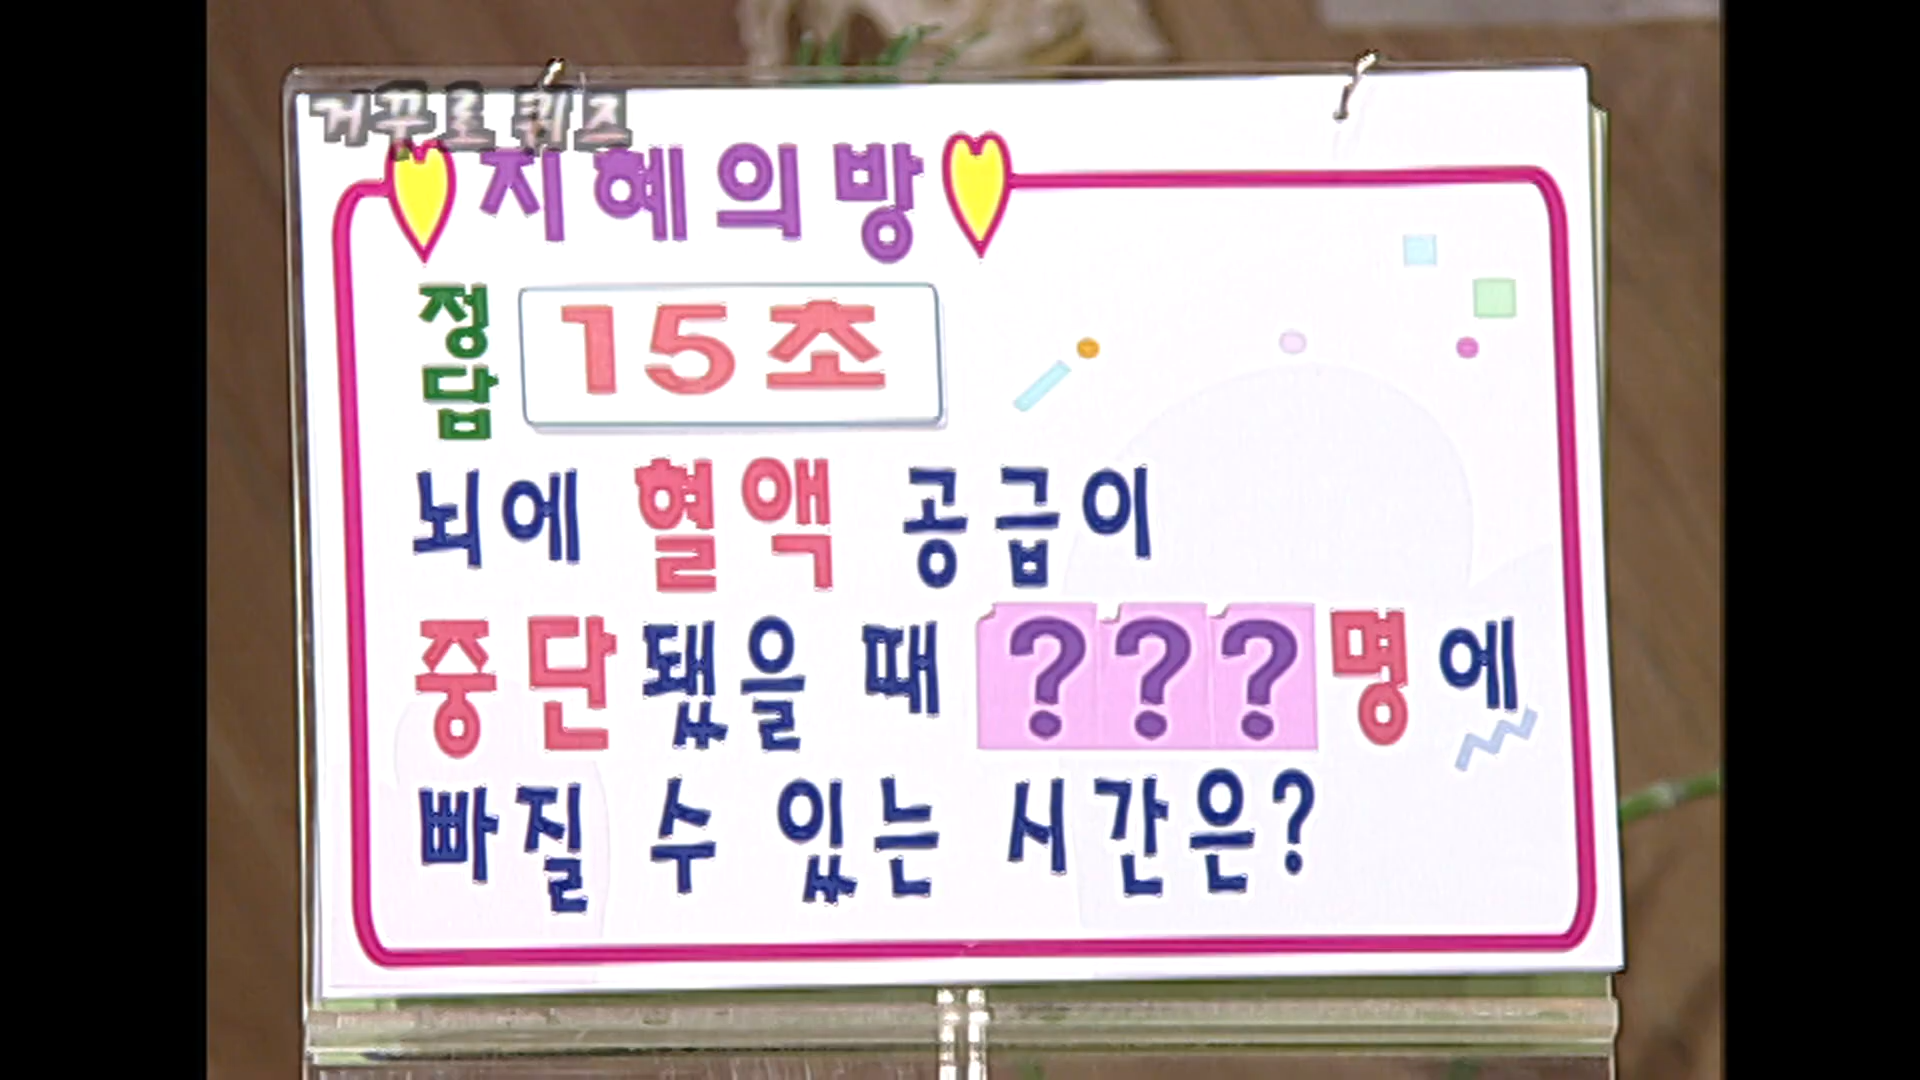 거꾸로 퀴즈
지혜의 방
정답 15초
뇌에 혈액 공급이
중단됐을 때 ???명에
빠질 수 있는 시간은?